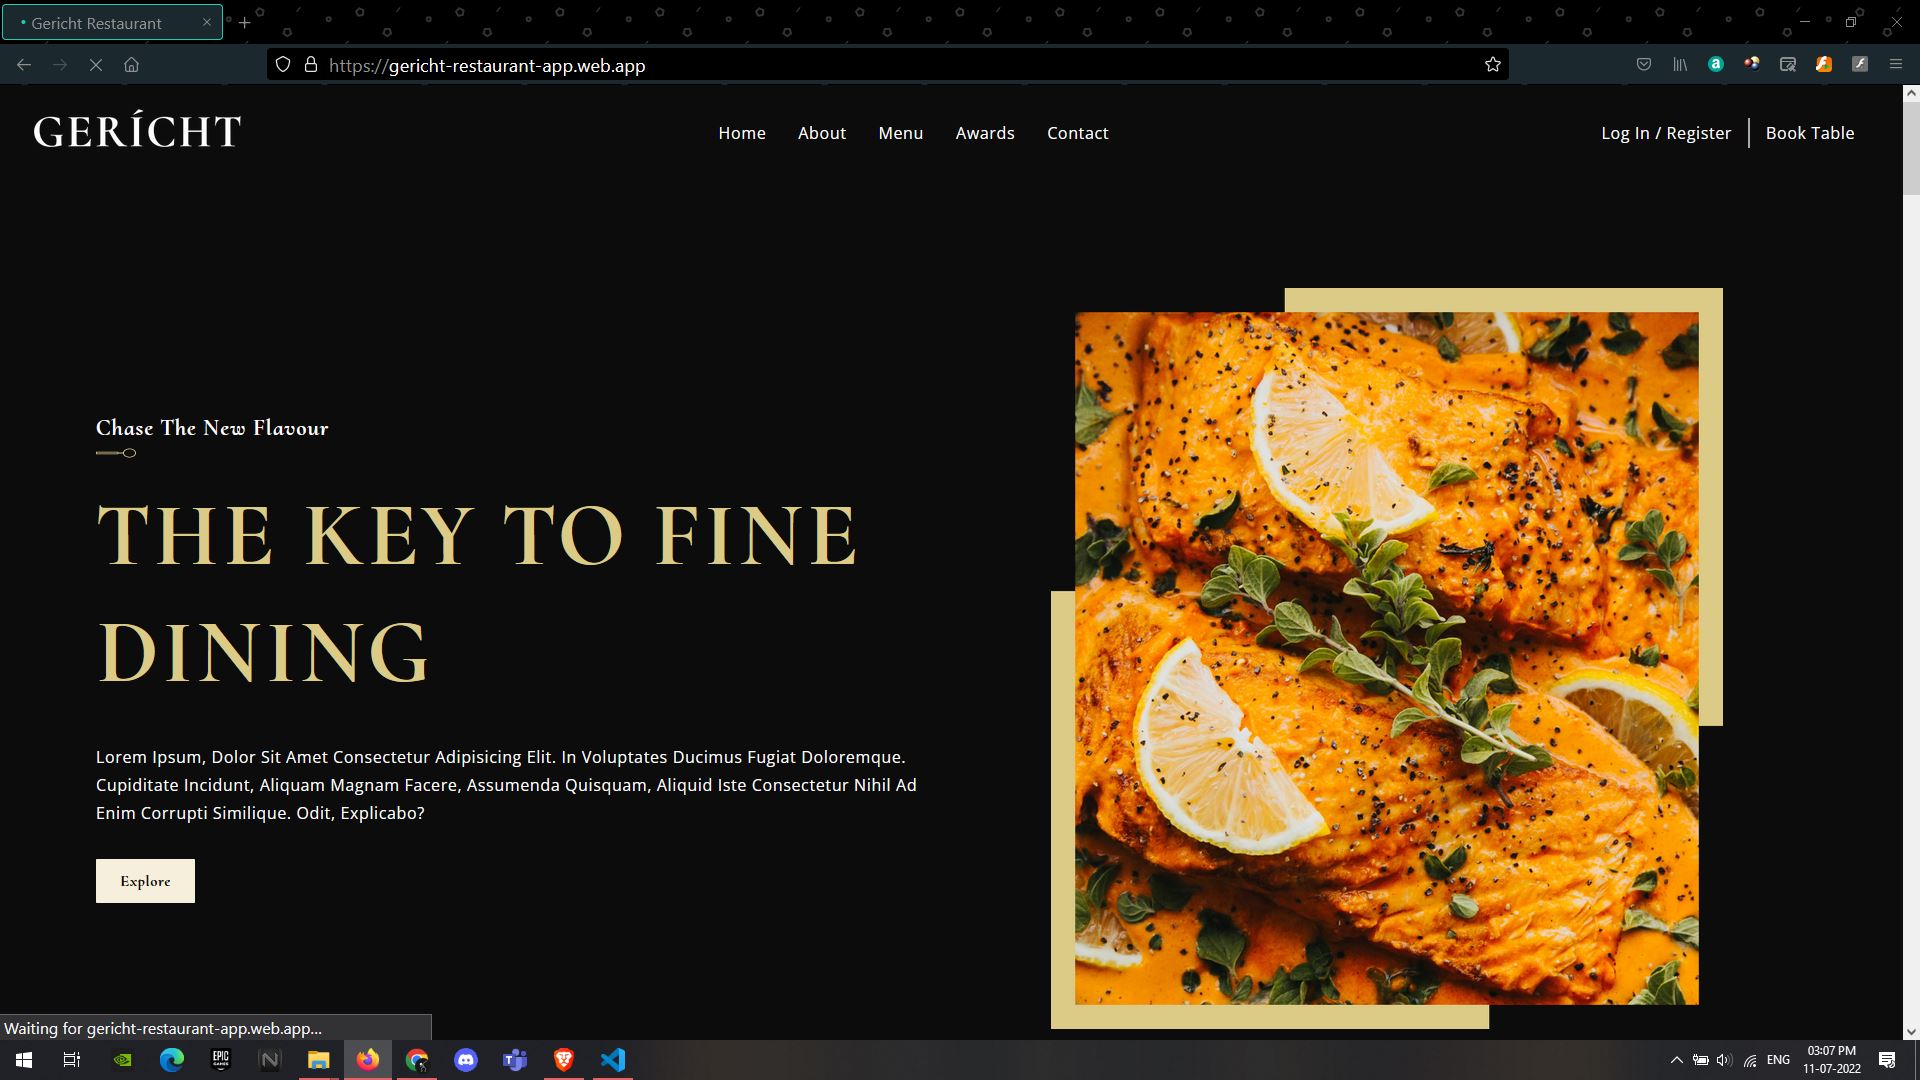 Gericht Restaurant
https://gericht-restaurant-app.web.app
GERÍCHT
Home About Menu Awards Contact
Log In / Register Book Table
Chase The New Flavour
THE KEY TO FINE
DINING
Lorem Ipsum, Dolor Sit Amet Consectetur Adipisicing Elit. In Voluptates Ducimus Fugiat Doloremque.
Cupiditate Incidunt, Aliquam Magnam Facere, Assumenda Quisquam, Aliquid Iste Consectetur Nihil Ad
Enim Corrupti Similique. Odit, Explicabo?
Explore
Waiting for gericht-restaurant-app.web.app...
EPIC
GAMES
ENG
03:07 PM
11-07-2022